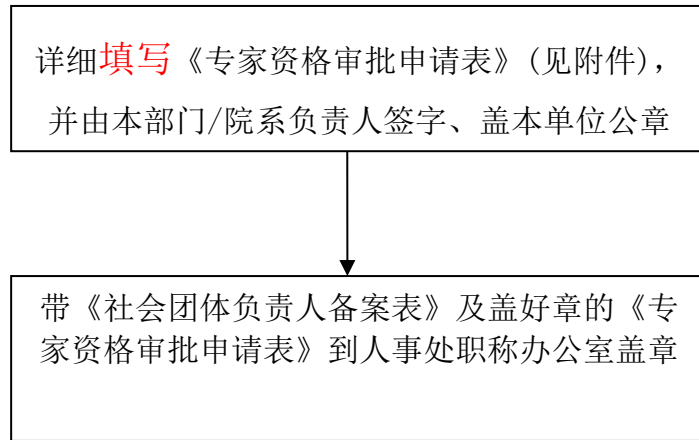 详细填写《专家资格审批申请表》(见附件)，
并由本部门/院系负责人签字、盖本单位公章
带《社会团体负责人备案表》及盖好章的《专
家资格审批申请表》到人事处职称办公室盖章